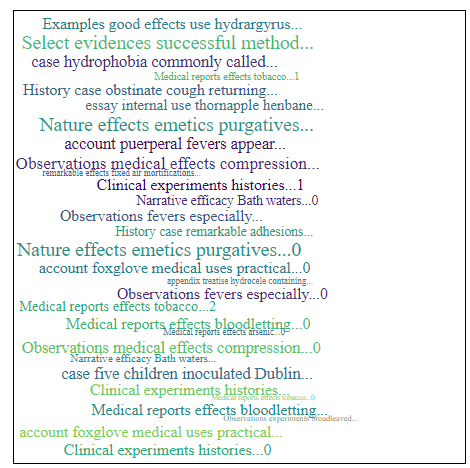 Examples good effects use hydrargyrus...
Select evidences successful method...
case hydrophobia commonly called...
Medical reports effects tobacco...1
History case obstinate cough returning...
essay internal use thornapple henbane...
Nature effects emetics purgatives...
account puerperal fevers appear...
Observations medical effects compression...
remarkable effects fixed air mortifications...
Clinical experiments histories...1
Narrative efficacy Bath waters...0
Observations fevers especially...
History case remarkable adhesions...
Nature effects emetics purgatives...0
account foxglove medical uses practical...0
appendix treatise hydrocele containing...
Observations fevers especially...0
Medical reports effects tobacco...2
Medical reports effects bloodletting...0
Medical reports effects arsenic...0
Observations medical effects compression...0
Narrative efficacy Bath waters...
case five children inoculated Dublin...
Clinical experiments histories...
Medical reports effects tobacco...0
Medical reports effects bloodletting...
Observations experiments broadleaved...
account foxglove medical uses practical...
Clinical experiments histories...0